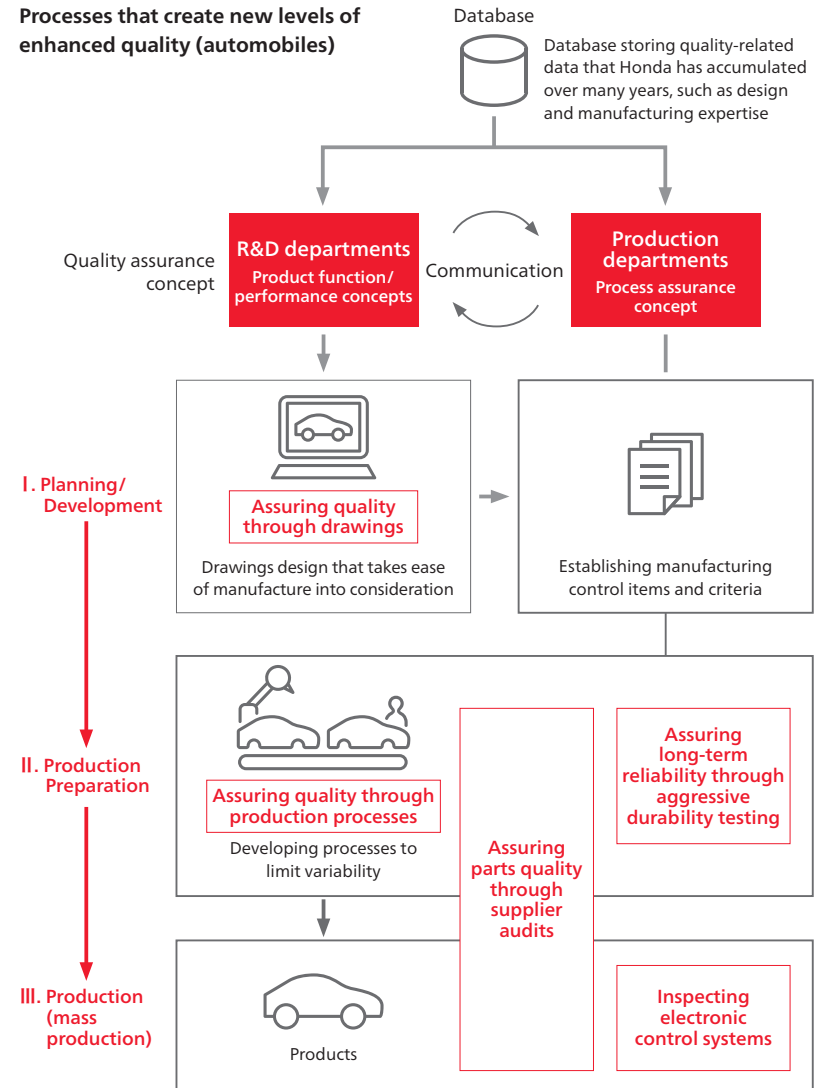 Processes that create new levels of
enhanced quality (automobiles)
Database
Database storing quality-related
data that Honda has accumulated
over many years, such as design
and manufacturing expertise
Quality assurance
concept
R&D departments
Product function/
performance concepts
Communication
Production
departments
Process assurance
concept
I. Planning/
Development
Assuring quality
through drawings
Drawings design that takes ease
of manufacture into consideration
Establishing manufacturing
control items and criteria
II. Production
Preparation
Assuring quality through
production processes
Developing processes to
limit variability
Assuring
parts quality
through
supplier
audits
Assuring
long-term
reliability through
aggressive
durability testing
III. Production
(mass
production)
Products
Inspecting
electronic
control systems